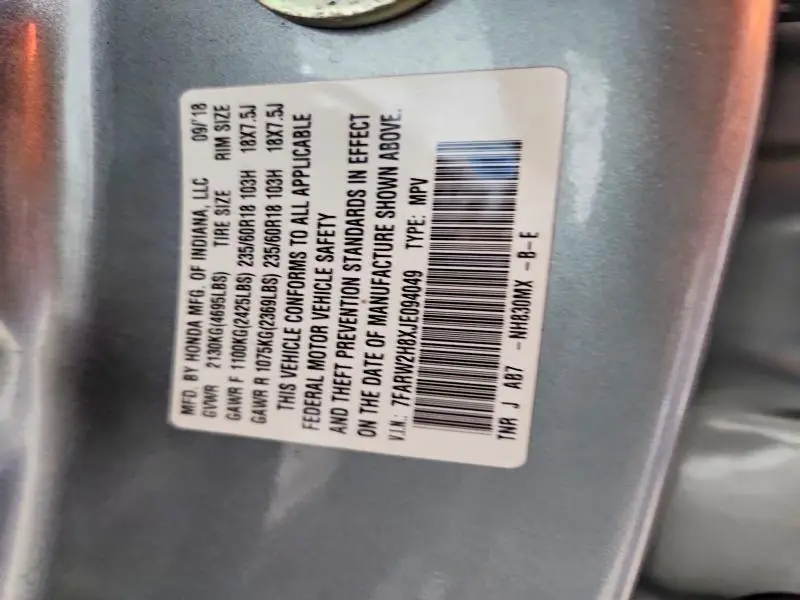 MFD. BY HONDA MFG. OF INDIANA, LLC 09/'18
GVWR 2130KG(4695LBS) TIRE SIZE RIM SIZE
GAWR F 1100KG(2425LBS) 235/60R18 103H 18X7.5J
GAWR R 1075KG(2369LBS) 235/60R18 103H 18X7.5J
THIS VEHICLE CONFORMS TO ALL APPLICABLE
FEDERAL MOTOR VEHICLE SAFETY
AND THEFT PREVENTION STANDARDS IN EFFECT
ON THE DATE OF MANUFACTURE SHOWN ABOVE.
V.I.N.: 7FARW2H8XJE094049 TYPE: MPV
TNR J AB7 -NH830MX -B-E